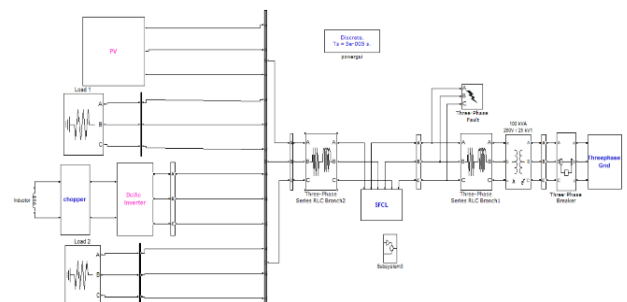 PV
Discrete,
Ts = 5e-005 s.
powergui
Load 1
A
B
C
Three-Phase
Fault
A
B
C
100 kVA
260V / 25 kV1
A
B
C
Three-Phase
Series RLC Branch2
SFCL
Three-Phase
Series RLC Branch1
Three-Phase
Breaker
Threephase
Grid
Inductor
chopper
Dc/Ac
Inverter
A
B
C
Load 2
A
B
C
Subsystem3